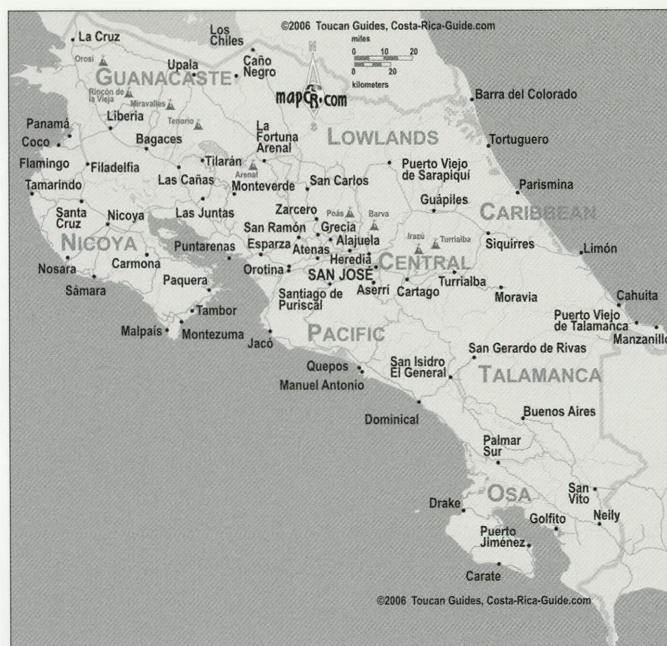 ©2006 Toucan Guides, Costa-Rica-Guide.com
La Cruz
Los
Chiles
miles
0 10 20
0 20
kilometers
N
S
mapCR.com
Orosi
GUANACASTE
Upala
Caño
Negro
Rincón de
la Vieja
Miravalles
Tenorio
Barra del Colorado
Liberia
Panamá
Coco
Bagaces
La
Fortuna
Arenal
LOWLANDS
Tortuguero
Flamingo
Filadelfia
Tilarán
Arenal
Puerto Viejo
de Sarapiquí
Tamarindo
Las Cañas
Monteverde
San Carlos
Parismina
Santa
Cruz
Nicoya
Las Juntas
Zarcero
Poás
Barva
Guápiles
CARIBBEAN
NICOYA
San Ramón
Grecia
Irazú
Turrialba
Siquirres
Puntarenas
Esparza
Alajuela
Atenas
Heredia
CENTRAL
Limón
Nosara
Carmona
Orotina
SAN JOSÉ
Turrialba
Sámara
Paquera
Santiago de
Puriscal
Aserrí
Cartago
Moravia
Cahuita
Tambor
Puerto Viejo
de Talamanca
Malpaís
Montezuma
Jacó
PACIFIC
Manzanillo
San Gerardo de Rivas
Quepos
San Isidro
El General
TALAMANCA
Manuel Antonio
Dominical
Buenos Aires
Palmar
Sur
OSA
San
Vito
Drake
Golfito
Neily
Puerto
Jiménez
Carate
©2006 Toucan Guides, Costa-Rica-Guide.com